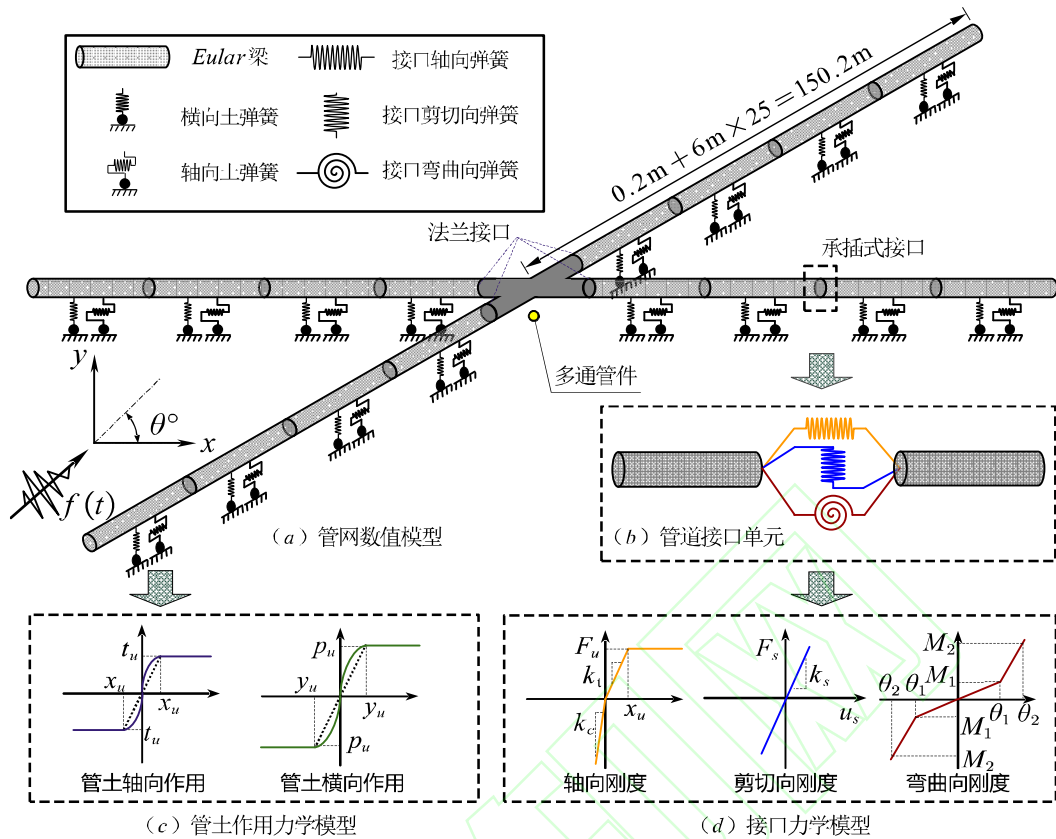 Eular梁
接口轴向弹簧
横向土弹簧
接口剪切向弹簧
轴向土弹簧
接口弯曲向弹簧
0.2m+6m×25=150.2m
法兰接口
承插式接口
多通管件
y
θ°
x
f(t)
(a)管网数值模型
(b)管道接口单元
t_u
x_u
x_u
t_u
管土轴向作用
p_u
y_u
y_u
p_u
管土横向作用
(c)管土作用力学模型
F_u
k_t
x_u
k_c
轴向刚度
F_s
k_s
u_s
剪切向刚度
M_2
M_1
θ_2
θ_1
θ_1
θ_2
M_1
M_2
弯曲向刚度
(d)接口力学模型